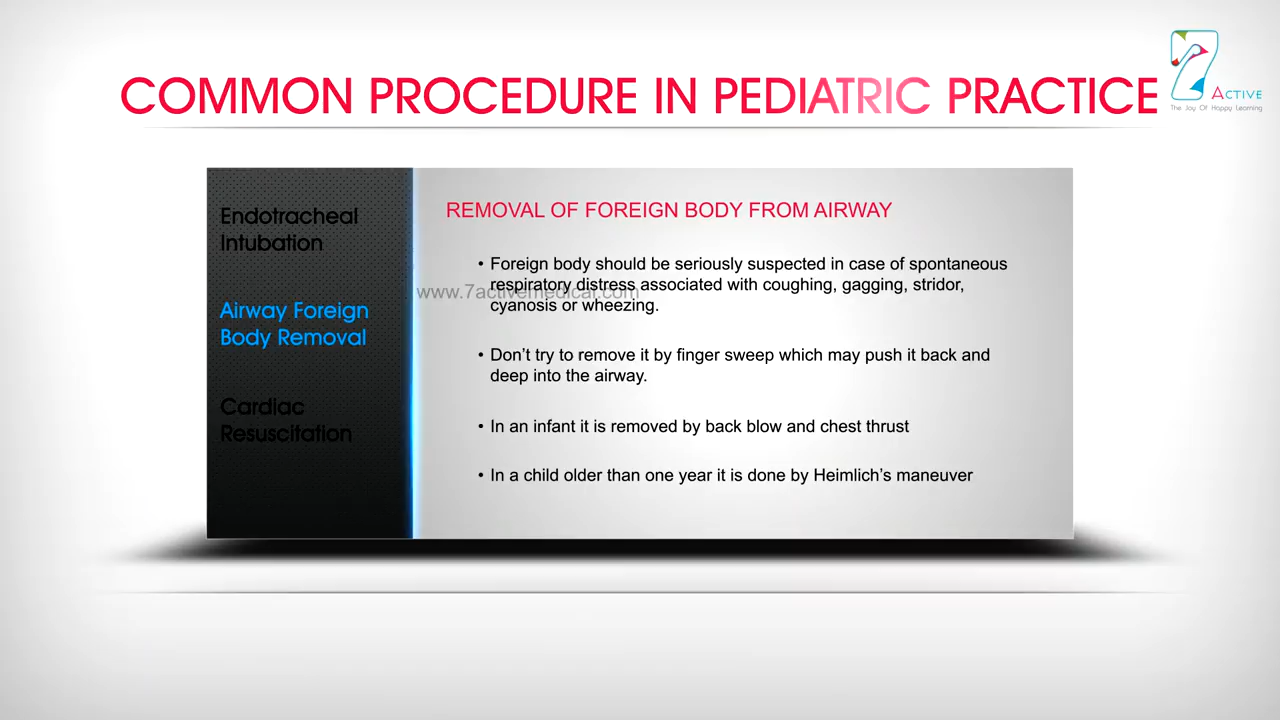 COMMON PROCEDURE IN PEDIATRIC PRACTICE
7 ACTIVE
The Joy Of Happy Learning
Endotracheal
Intubation
Airway Foreign
Body Removal
Cardiac
Resuscitation
REMOVAL OF FOREIGN BODY FROM AIRWAY
• Foreign body should be seriously suspected in case of spontaneous
respiratory distress associated with coughing, gagging, stridor,
www.7activemedical.com
cyanosis or wheezing.
• Don’t try to remove it by finger sweep which may push it back and
deep into the airway.
• In an infant it is removed by back blow and chest thrust
• In a child older than one year it is done by Heimlich’s maneuver